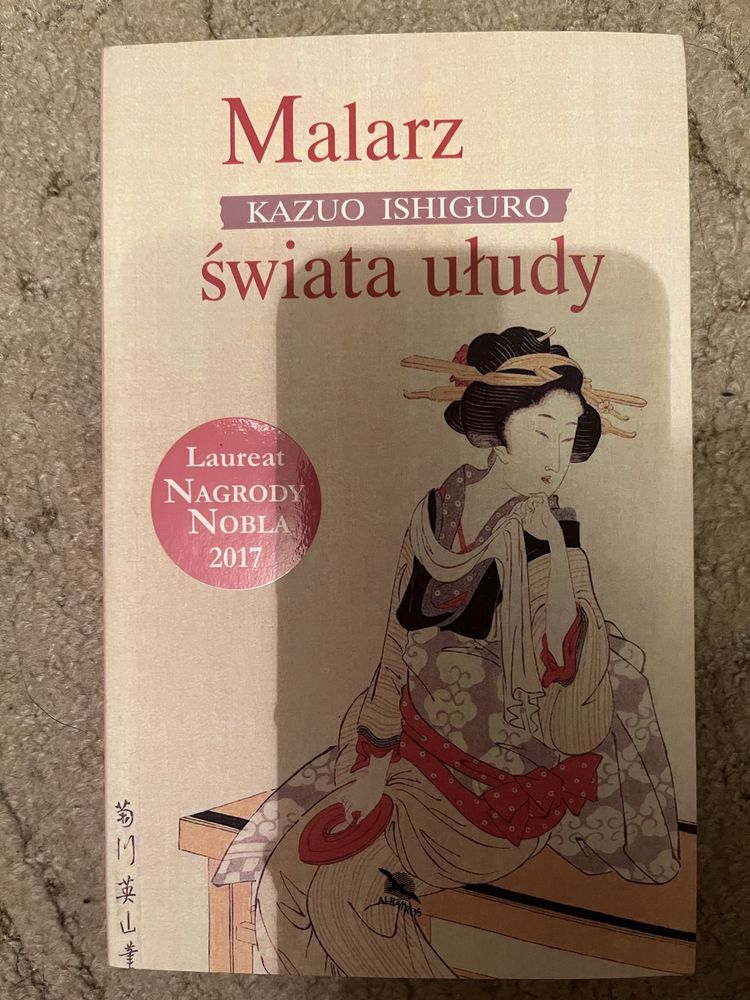 Malarz
KAZUO ISHIGURO
świata ułudy
Laureat
NAGRODY
NOBLA
2017
菊川英山筆
ALBATROS